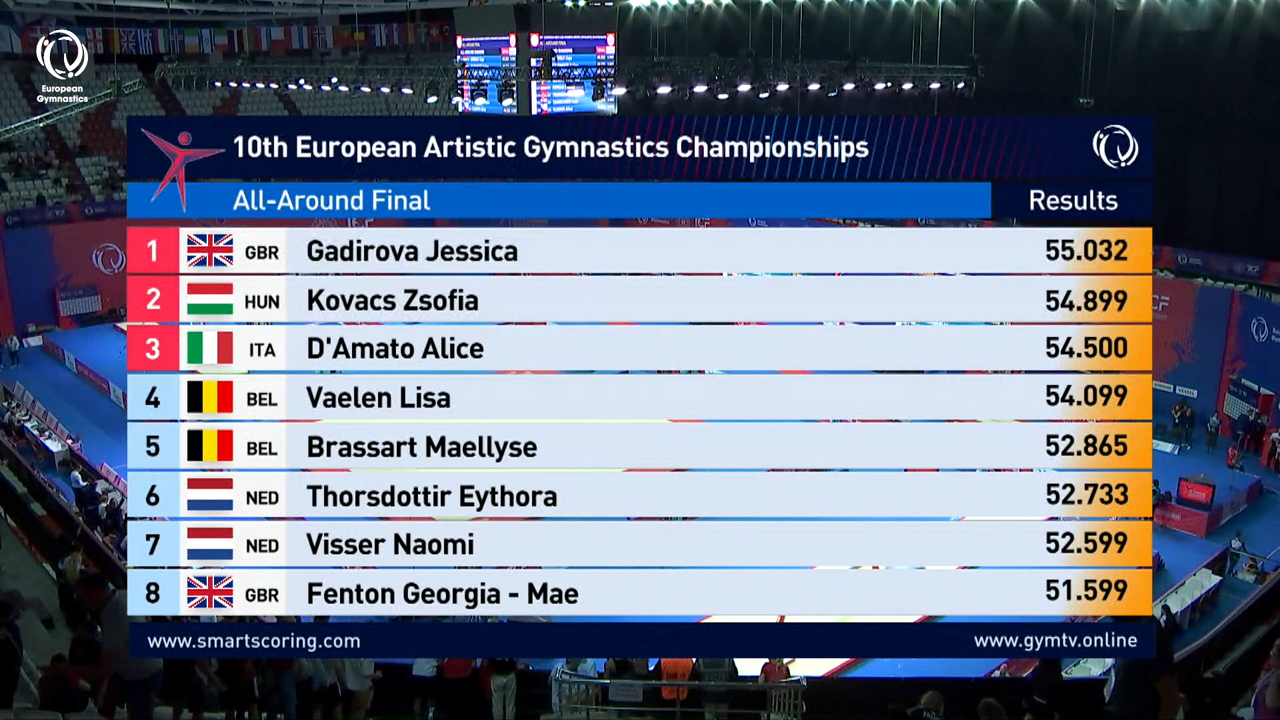 European
Gymnastics
10th European Artistic Gymnastics Championships
All-Around Final Results
1 GBR Gadirova Jessica 55.032
2 HUN Kovacs Zsofia 54.899
3 ITA D'Amato Alice 54.500
4 BEL Vaelen Lisa 54.099
5 BEL Brassart Maellyse 52.865
6 NED Thorsdottir Eythora 52.733
7 NED Visser Naomi 52.599
8 GBR Fenton Georgia - Mae 51.599
www.smartscoring.com www.gymtv.online